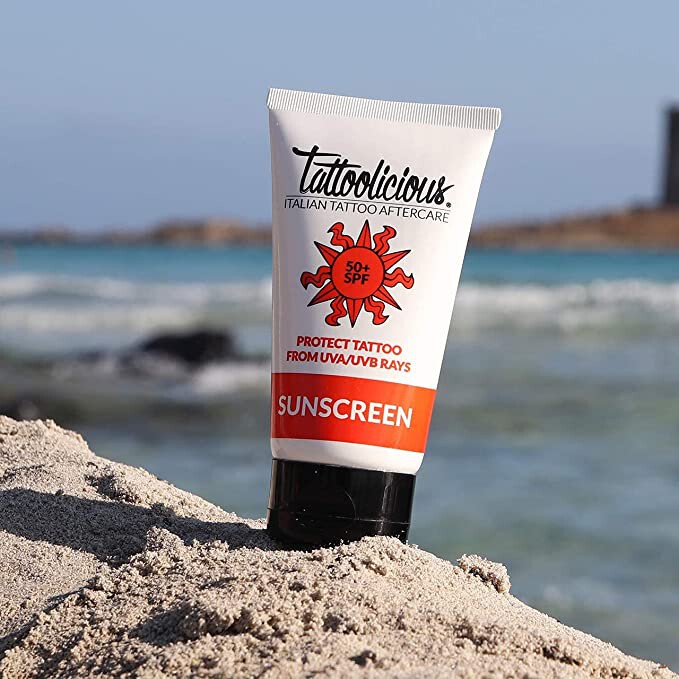 Tattoolicious®
ITALIAN TATTOO AFTERCARE
50+
SPF
PROTECT TATTOO
FROM UVA/UVB RAYS
SUNSCREEN